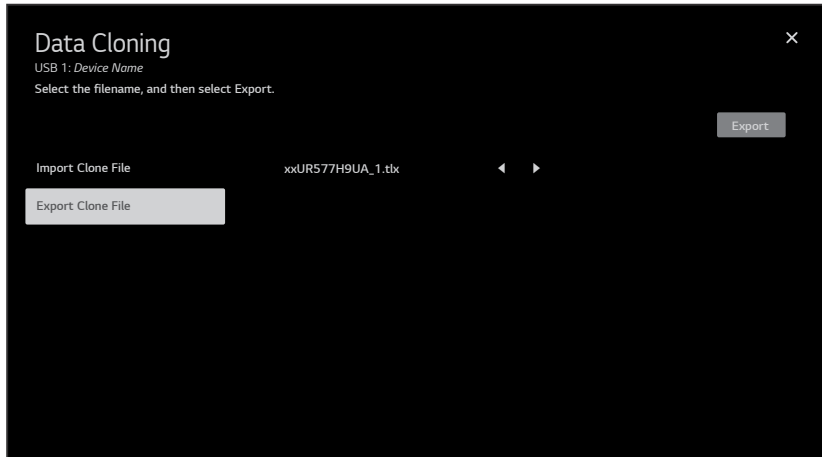 Data Cloning
USB 1: Device Name
Select the filename, and then select Export.
Export
Import Clone File
xxUR577H9UA_1.tlx
Export Clone File